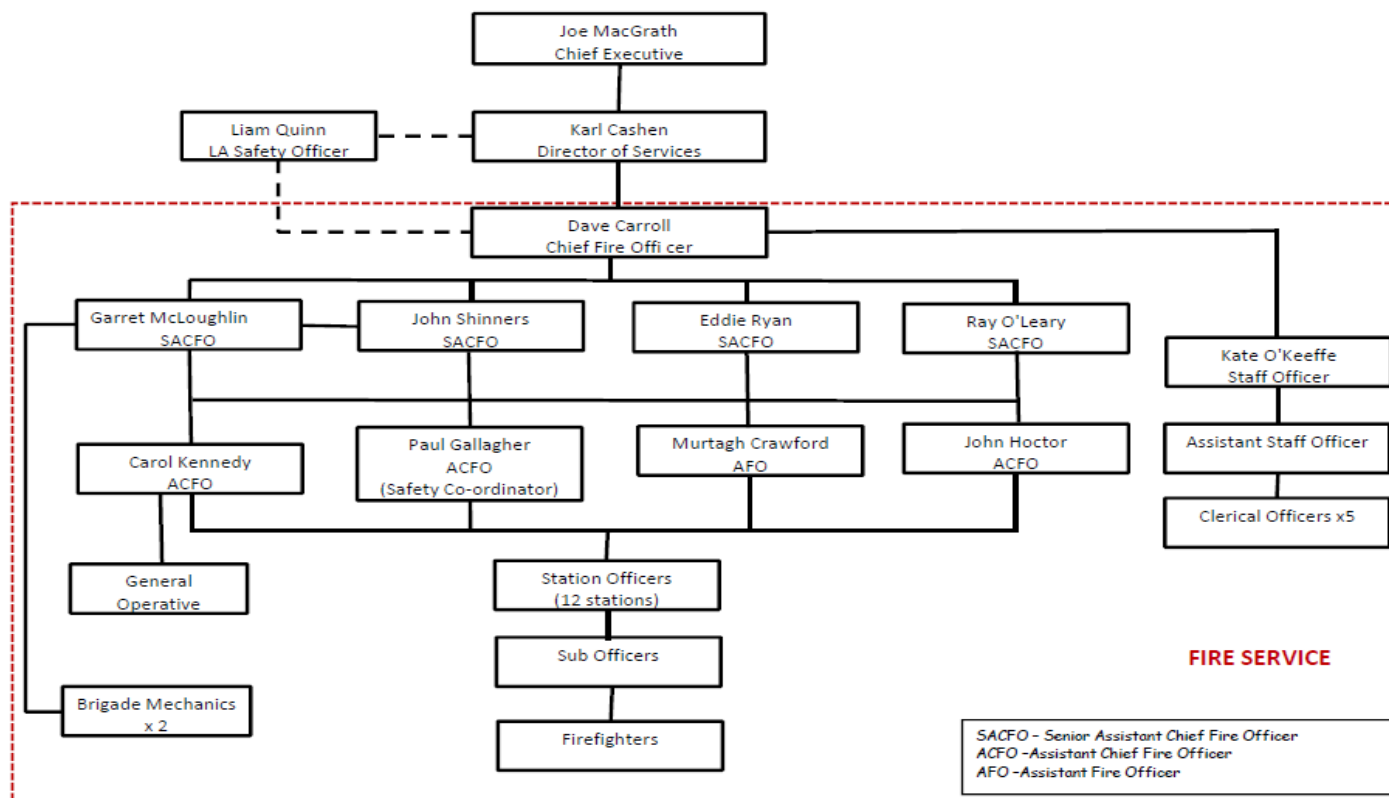 Joe MacGrath
Chief Executive
Liam Quinn
LA Safety Officer
Karl Cashen
Director of Services
Dave Carroll
Chief Fire Offi cer
Garret McLoughlin
SACFO
John Shinners
SACFO
Eddie Ryan
SACFO
Ray O'Leary
SACFO
Kate O'Keeffe
Staff Officer
Carol Kennedy
ACFO
Paul Gallagher
ACFO
(Safety Co-ordinator)
Murtagh Crawford
AFO
John Hoctor
ACFO
Assistant Staff Officer
Clerical Officers x5
General
Operative
Station Officers
(12 stations)
Sub Officers
FIRE SERVICE
Brigade Mechanics
x 2
Firefighters
SACFO – Senior Assistant Chief Fire Officer
ACFO –Assistant Chief Fire Officer
AFO –Assistant Fire Officer